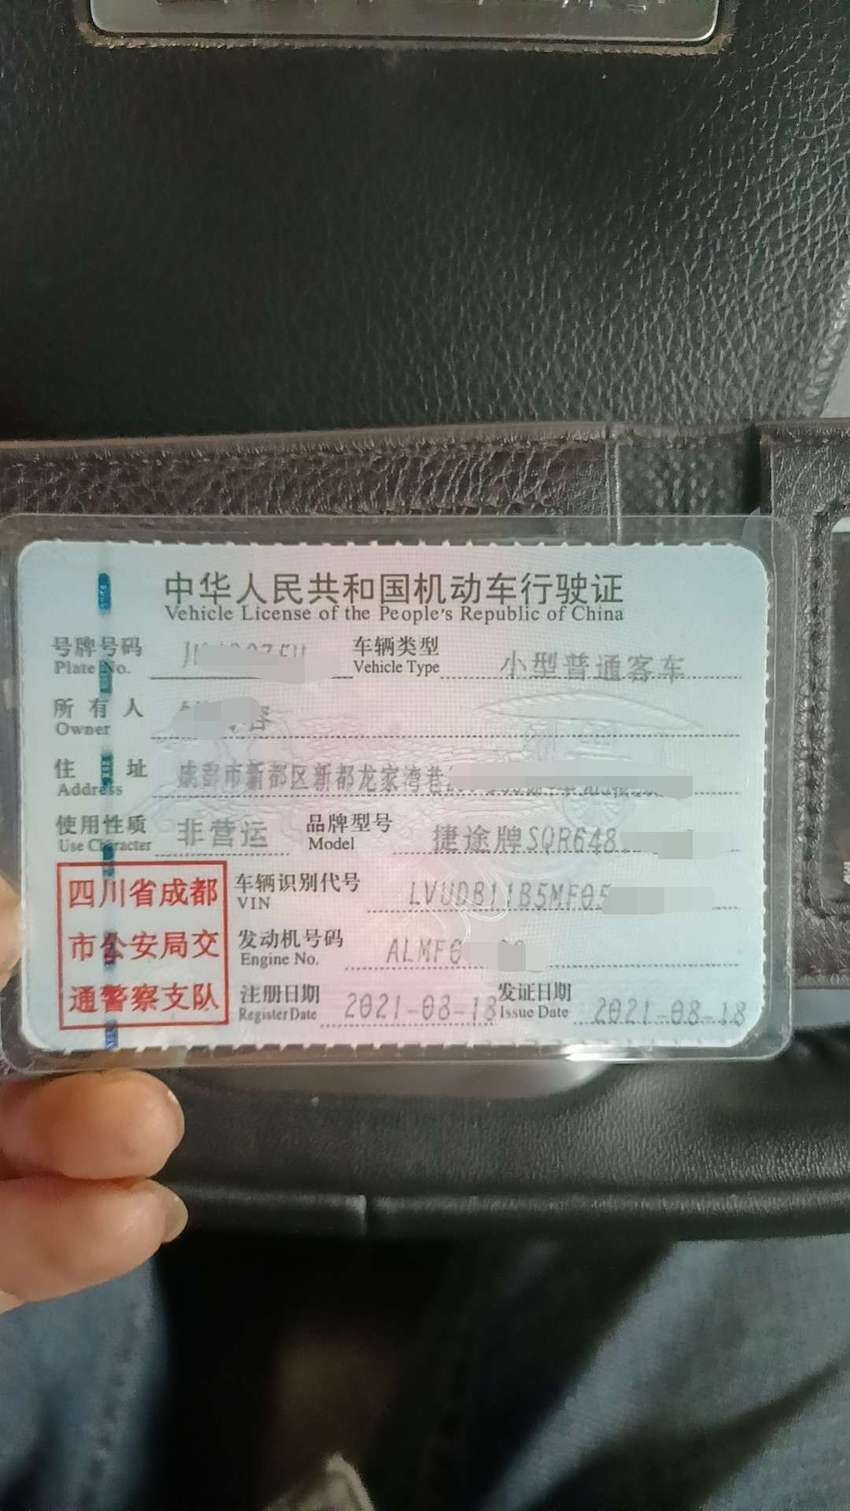 中华人民共和国机动车行驶证
Vehicle License of the People's Republic of China
号牌号码 车辆类型 小型普通客车
Plate No. Vehicle Type
所有人
Owner
住址 成都市新都区新都龙家湾巷
Address
使用性质 非营运 品牌型号 捷途牌SQR648
Use Character Model
四川省成都
市公安局交
通警察支队
车辆识别代号 LVUDB11B5MF05
VIN
发动机号码 ALMF
Engine No.
注册日期 2021-08-18 发证日期 2021-08-18
Register Date Issue Date